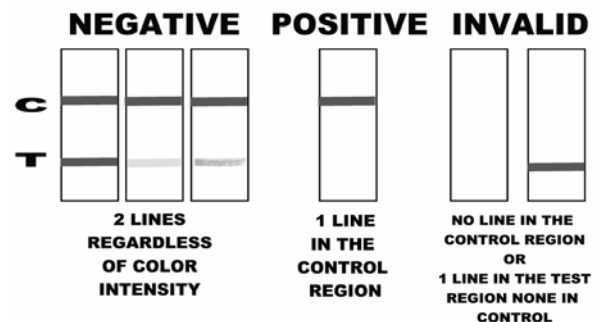 NEGATIVE POSITIVE INVALID
C
T
2 LINES
REGARDLESS
OF COLOR
INTENSITY
1 LINE
IN THE
CONTROL
REGION
NO LINE IN THE
CONTROL REGION
OR
1 LINE IN THE TEST
REGION NONE IN
CONTROL